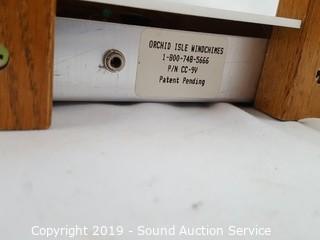 ORCHID ISLE WINDCHIMES
1-800-748-5666
P/N CC-9V
Patent Pending
Copyright 2019 - Sound Auction Service